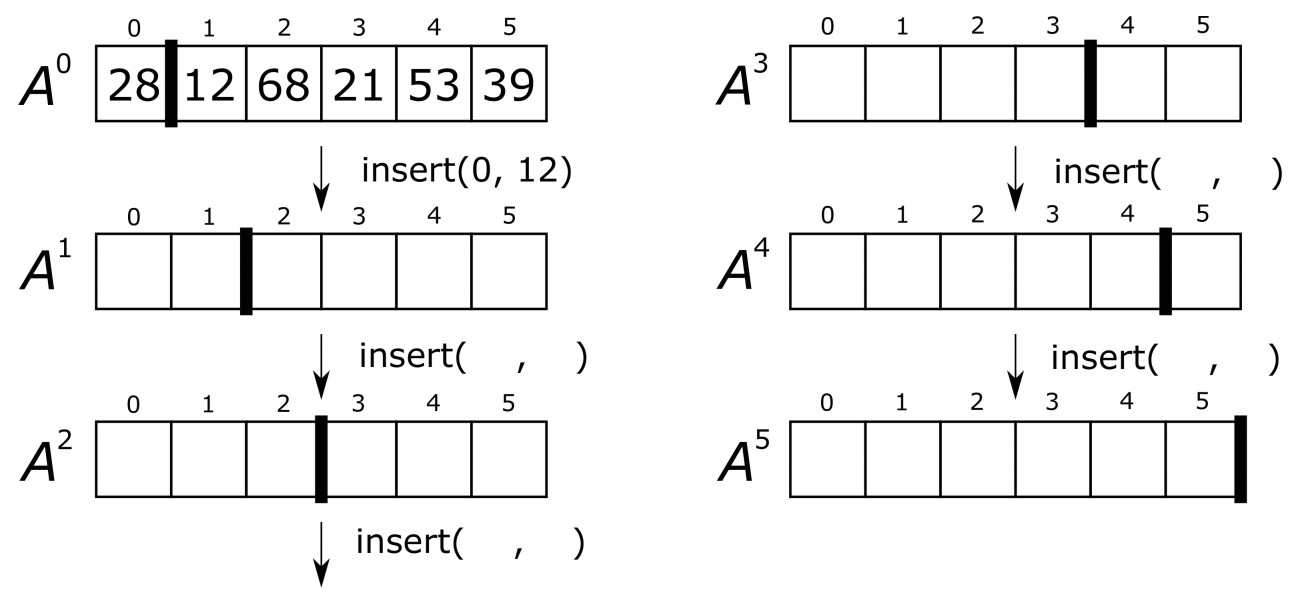 0 1 2 3 4 5
A⁰ 28 12 68 21 53 39
insert(0, 12)
0 1 2 3 4 5
A¹
insert( , )
0 1 2 3 4 5
A²
insert( , )
0 1 2 3 4 5
A³
insert( , )
0 1 2 3 4 5
A⁴
insert( , )
0 1 2 3 4 5
A⁵